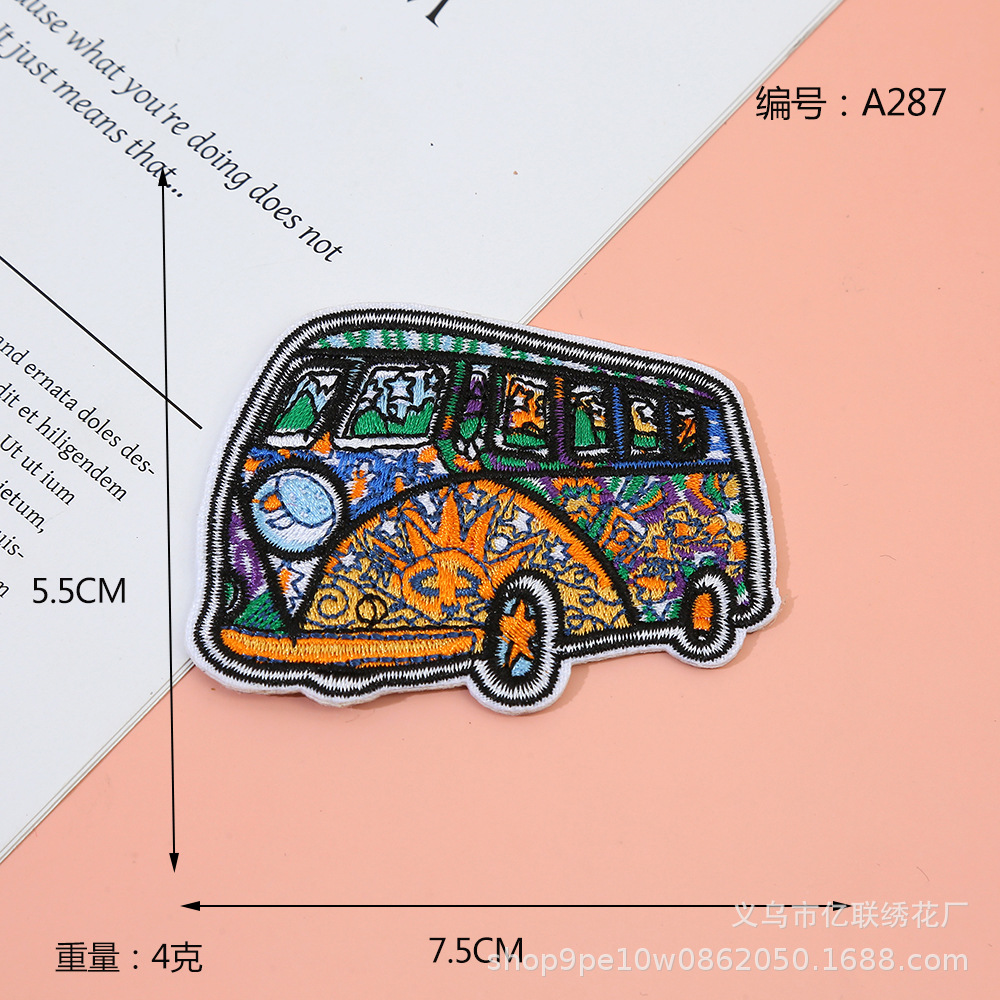 ause what you're doing does not
It just means that...
编号：A287
and ernata doles des-
dit et hiligendem
Ut ut ium
ietum,
uis-
5.5CM
义乌市亿联绣花厂
重量：4克
7.5CM
shop9pe10w0862050.1688.com